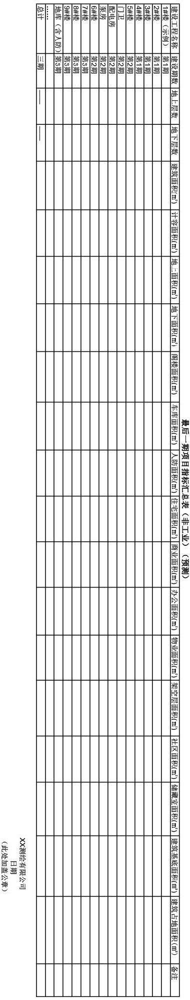 最后一期项目指标汇总表（非工业）（预测）
建设工程名称 建设期数 地上层数 地下层数 建筑面积(㎡) 计容面积(㎡) 地上面积(㎡) 地下面积(㎡) 阁楼面积(㎡) 车库面积(㎡) 人防面积(㎡) 住宅面积(㎡) 商业面积(㎡) 办公面积(㎡) 物业面积(㎡) 架空层面积(㎡) 社区面积(㎡) 储藏室面积(㎡) 建筑基底面积(㎡) 建筑占地面积(㎡) 备注
1#楼（示例） 第1期
2#楼 第1期
3#楼 第1期
4#楼 第1期
5#楼 第2期
门卫 第2期
配电房 第2期
泵房 第2期
6#楼 第2期
7#楼 第3期
8#楼 第3期
9#楼 第3期
地库（含人防） 第3期
……
总计 三期 —— ——
XX测绘有限公司
日期
（此处加盖公章）